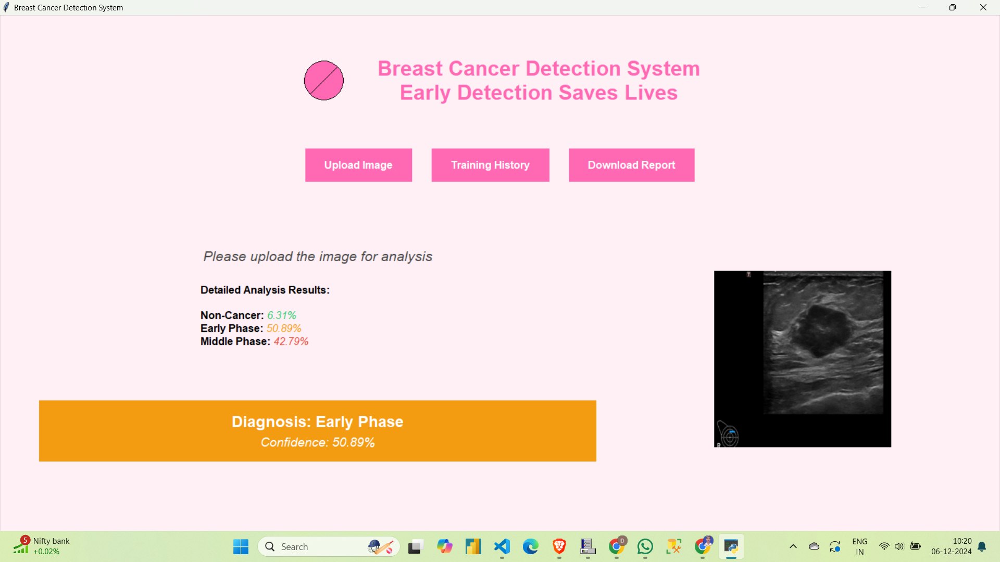 Breast Cancer Detection System
Breast Cancer Detection System
Early Detection Saves Lives
Upload Image
Training History
Download Report
Please upload the image for analysis
Detailed Analysis Results:
Non-Cancer: 6.31%
Early Phase: 50.89%
Middle Phase: 42.79%
Diagnosis: Early Phase
Confidence: 50.89%
T
R
5
Nifty bank
+0.02%
Search
D
ENG
IN
10:20
06-12-2024